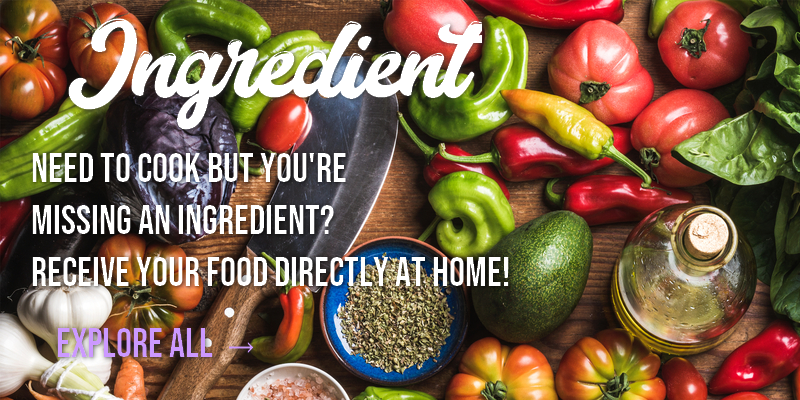 Ingredient
NEED TO COOK BUT YOU'RE
MISSING AN INGREDIENT?
RECEIVE YOUR FOOD DIRECTLY AT HOME!
EXPLORE ALL →